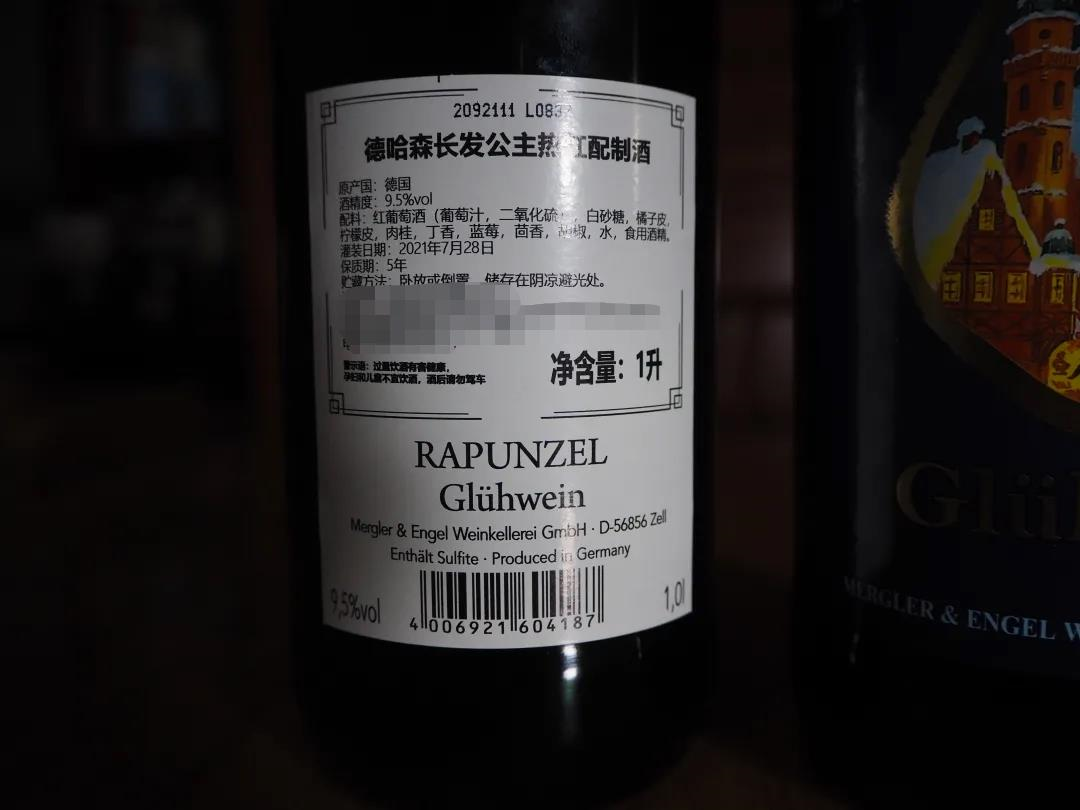 2092111 L083
德哈森长发公主热红配制酒
原产国：德国
酒精度：9.5%vol
配料：红葡萄酒（葡萄汁，二氧化硫），白砂糖，橘子皮，
柠檬皮，肉桂，丁香，蓝莓，茴香，胡椒，水，食用酒精。
灌装日期：2021年7月28日
保质期：5年
贮藏方法：卧放或倒置，储存在阴凉避光处。
警示语：过量饮酒有害健康，
孕妇和儿童不宜饮酒，酒后请勿驾车
净含量：1升
RAPUNZEL
Glühwein
Mergler & Engel Weinkellerei GmbH · D-56856 Zell
Enthält Sulfite · Produced in Germany
9,5%vol
1,0l
4 006921 604187
Glü
MERGLER & ENGEL W